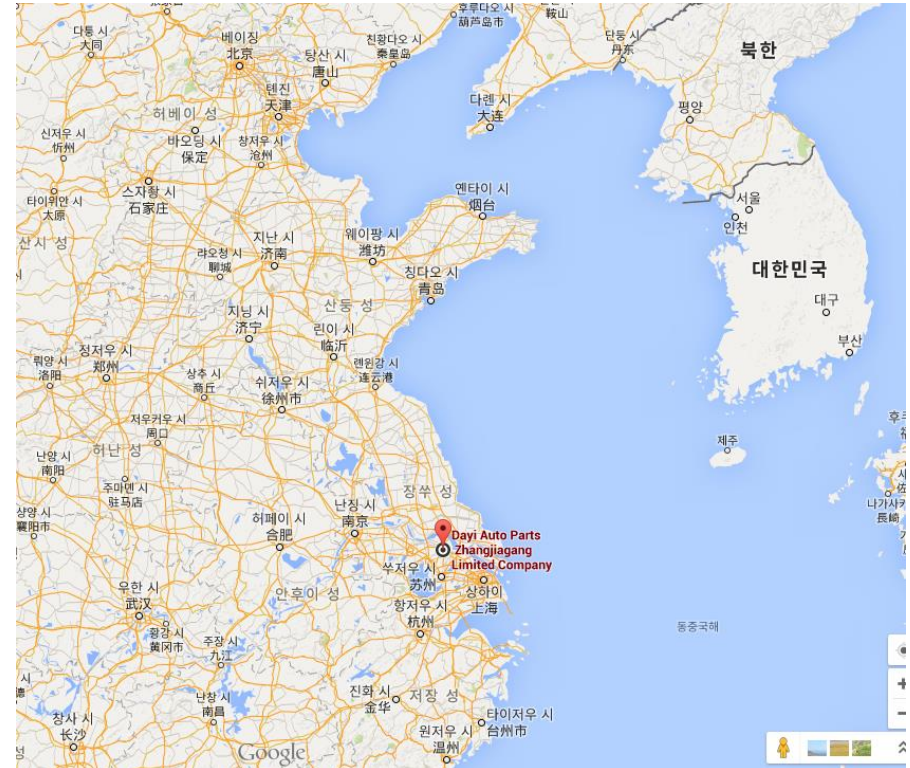 후루다오 시
葫芦岛市
鞍山
다퉁 시
大同
베이징
北京
탕산 시
唐山
친황다오 시
秦皇岛
단둥 시
丹东
북한
텐진
天津
다롄 시
大连
평양
허베이 성
신저우 시
忻州
바오딩 시
保定
창저우 시
沧州
타이위안 시
太原
스자좡 시
石家庄
옌타이 시
烟台
서울
인천
산시 성
랴오청 시
聊城
지난 시
济南
웨이팡 시
潍坊
칭다오 시
青岛
대한민국
대구
부산
산둥 성
지닝 시
济宁
린이 시
临沂
뤄양 시
洛阳
정저우 시
郑州
상추 시
商丘
쉬저우 시
徐州市
롄윈강 시
连云港
저우커우 시
周口
허난 성
난양 시
南阳
주마뎬 시
驻马店
제주
나가사키
長崎
장쑤 성
샹양 시
襄阳市
허페이 시
合肥
난징 시
南京
Dayi Auto Parts
Zhangjiagang
Limited Company
쑤저우 시
苏州
상하이
上海
우한 시
武汉
안후이 성
항저우 시
杭州
황강 시
黄冈市
주장 시
九江
동중국해
난창 시
南昌
진화 시
金华
저장 성
타이저우 시
台州市
창사 시
长沙
원저우 시
温州
Google